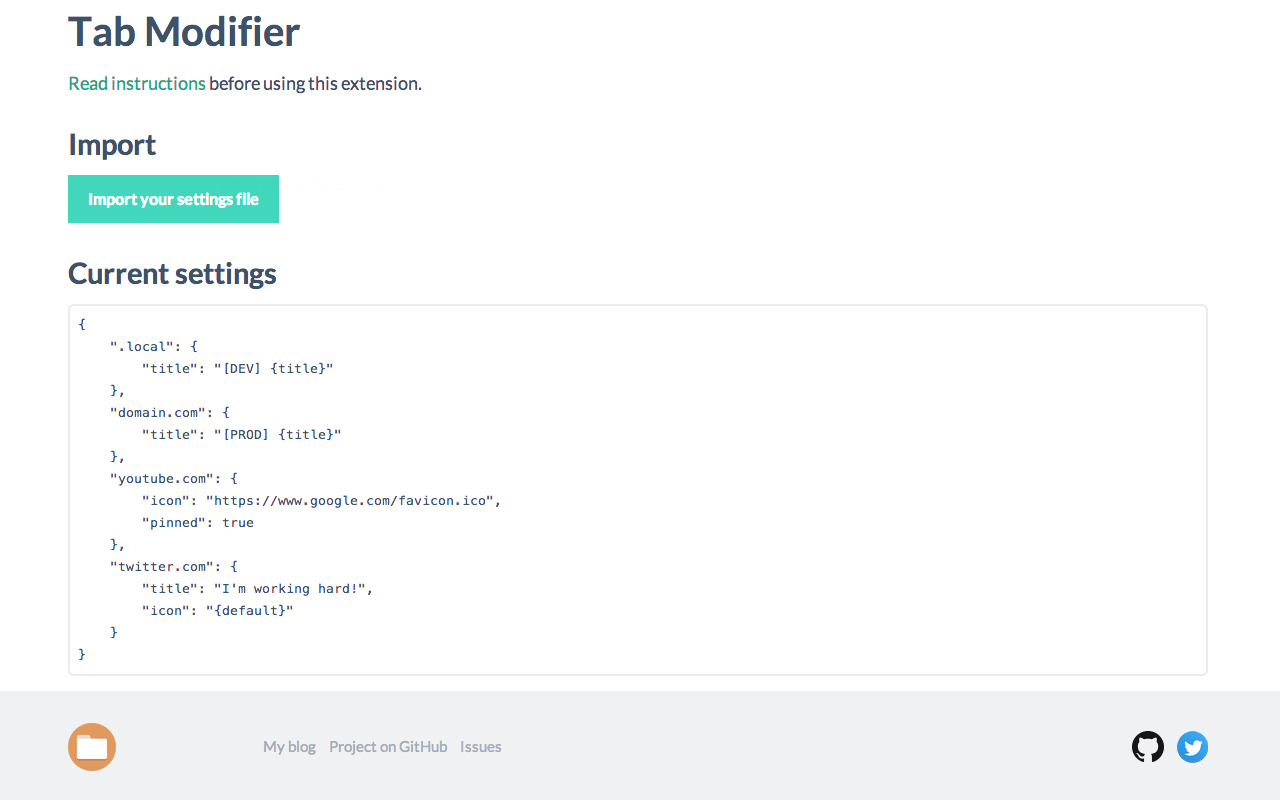 Tab Modifier
Read instructions before using this extension.
Import
Import your settings file
Current settings
{
    ".local": {
        "title": "[DEV] {title}"
    },
    "domain.com": {
        "title": "[PROD] {title}"
    },
    "youtube.com": {
        "icon": "https://www.google.com/favicon.ico",
        "pinned": true
    },
    "twitter.com": {
        "title": "I'm working hard!",
        "icon": "{default}"
    }
}
My blog Project on GitHub Issues